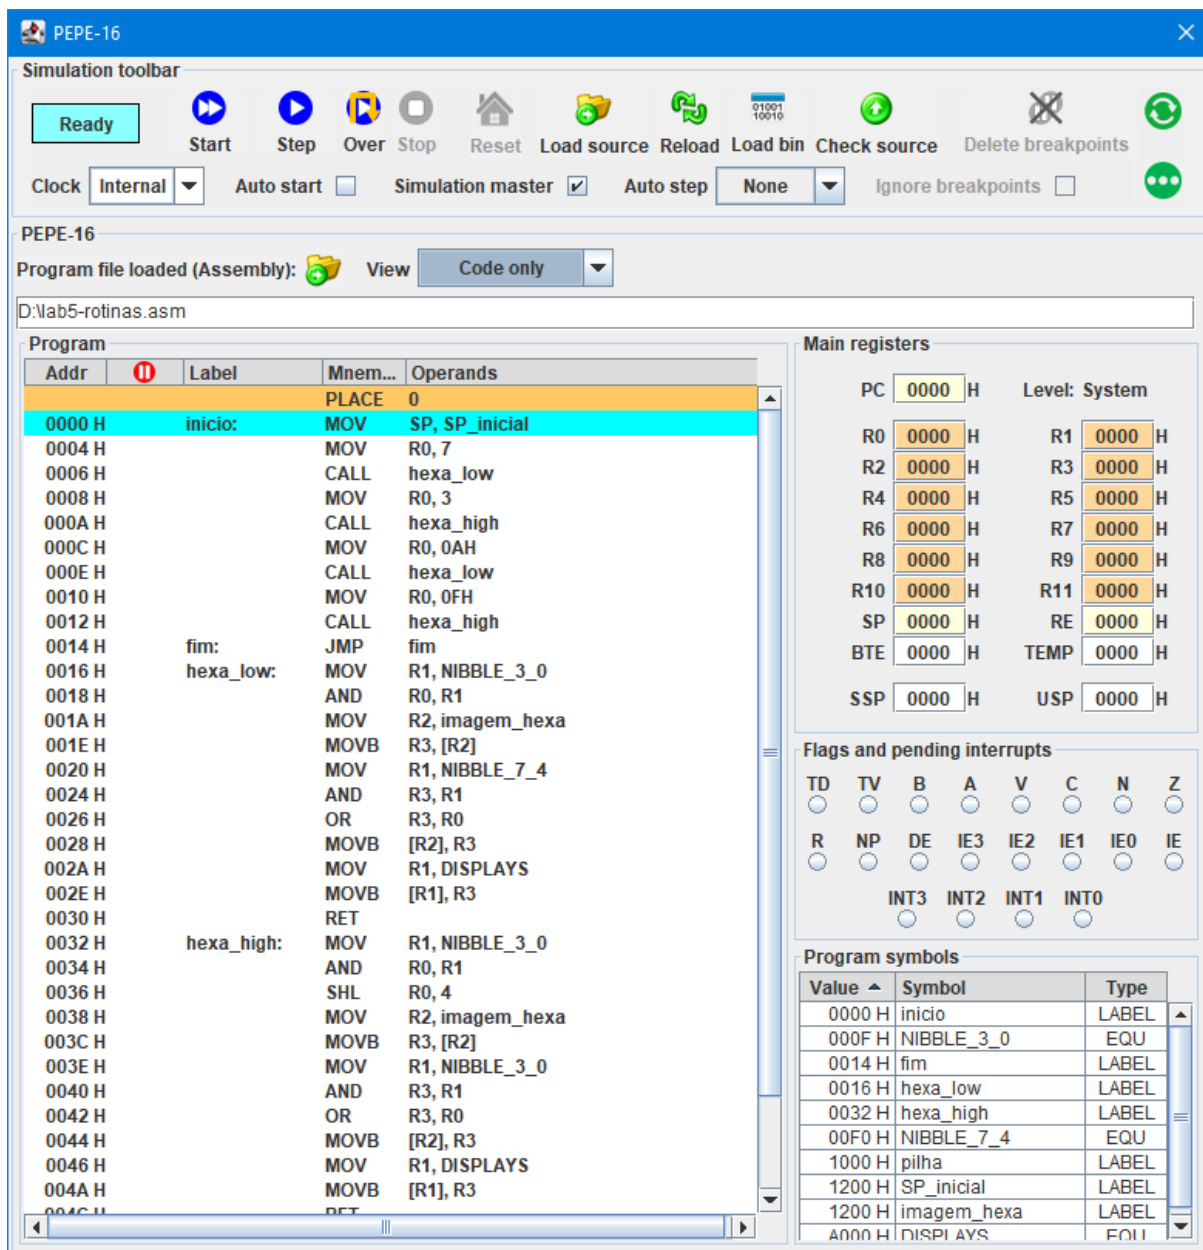 PEPE-16
Simulation toolbar
Ready
Start Step Over Stop Reset Load source Reload Load bin Check source Delete breakpoints
Clock Internal Auto start Simulation master Auto step None Ignore breakpoints
PEPE-16
Program file loaded (Assembly): View Code only
D:\lab5-rotinas.asm
Program
Addr Label Mnem... Operands
PLACE 0
0000 H inicio: MOV SP, SP_inicial
0004 H MOV R0, 7
0006 H CALL hexa_low
0008 H MOV R0, 3
000A H CALL hexa_high
000C H MOV R0, 0AH
000E H CALL hexa_low
0010 H MOV R0, 0FH
0012 H CALL hexa_high
0014 H fim: JMP fim
0016 H hexa_low: MOV R1, NIBBLE_3_0
0018 H AND R0, R1
001A H MOV R2, imagem_hexa
001E H MOVB R3, [R2]
0020 H MOV R1, NIBBLE_7_4
0024 H AND R3, R1
0026 H OR R3, R0
0028 H MOVB [R2], R3
002A H MOV R1, DISPLAYS
002E H MOVB [R1], R3
0030 H RET
0032 H hexa_high: MOV R1, NIBBLE_3_0
0034 H AND R0, R1
0036 H SHL R0, 4
0038 H MOV R2, imagem_hexa
003C H MOVB R3, [R2]
003E H MOV R1, NIBBLE_3_0
0040 H AND R3, R1
0042 H OR R3, R0
0044 H MOVB [R2], R3
0046 H MOV R1, DISPLAYS
004A H MOVB [R1], R3
004C H RET
Main registers
PC 0000 H Level: System
R0 0000 H R1 0000 H
R2 0000 H R3 0000 H
R4 0000 H R5 0000 H
R6 0000 H R7 0000 H
R8 0000 H R9 0000 H
R10 0000 H R11 0000 H
SP 0000 H RE 0000 H
BTE 0000 H TEMP 0000 H
SSP 0000 H USP 0000 H
Flags and pending interrupts
TD TV B A V C N Z
R NP DE IE3 IE2 IE1 IE0 IE
INT3 INT2 INT1 INT0
Program symbols
Value Symbol Type
0000 H inicio LABEL
000F H NIBBLE_3_0 EQU
0014 H fim LABEL
0016 H hexa_low LABEL
0032 H hexa_high LABEL
00F0 H NIBBLE_7_4 EQU
1000 H pilha LABEL
1200 H SP_inicial LABEL
1200 H imagem_hexa LABEL
A000 H DISPLAYS EQU